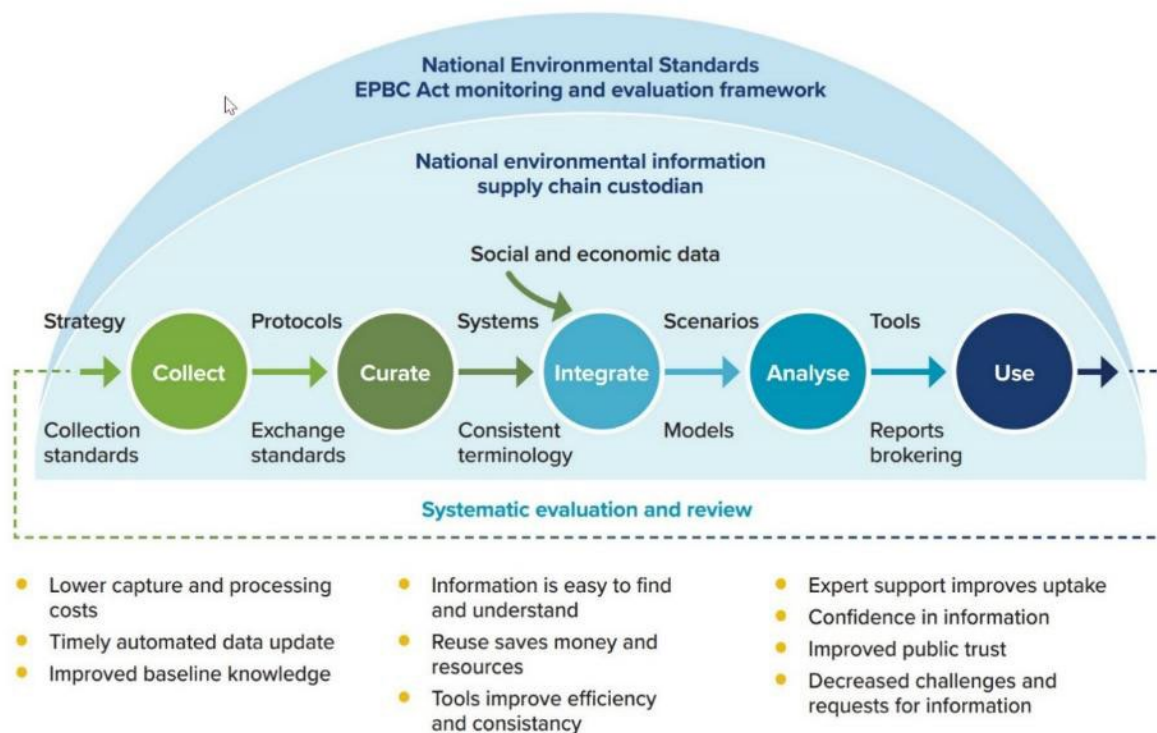 National Environmental Standards
EPBC Act monitoring and evaluation framework
National environmental information
supply chain custodian
Social and economic data
Strategy
Protocols
Systems
Scenarios
Tools
Collect
Curate
Integrate
Analyse
Use
Collection
standards
Exchange
standards
Consistent
terminology
Models
Reports
brokering
Systematic evaluation and review
Lower capture and processing
costs
Timely automated data update
Improved baseline knowledge
Information is easy to find
and understand
Reuse saves money and
resources
Tools improve efficiency
and consistancy
Expert support improves uptake
Confidence in information
Improved public trust
Decreased challenges and
requests for information